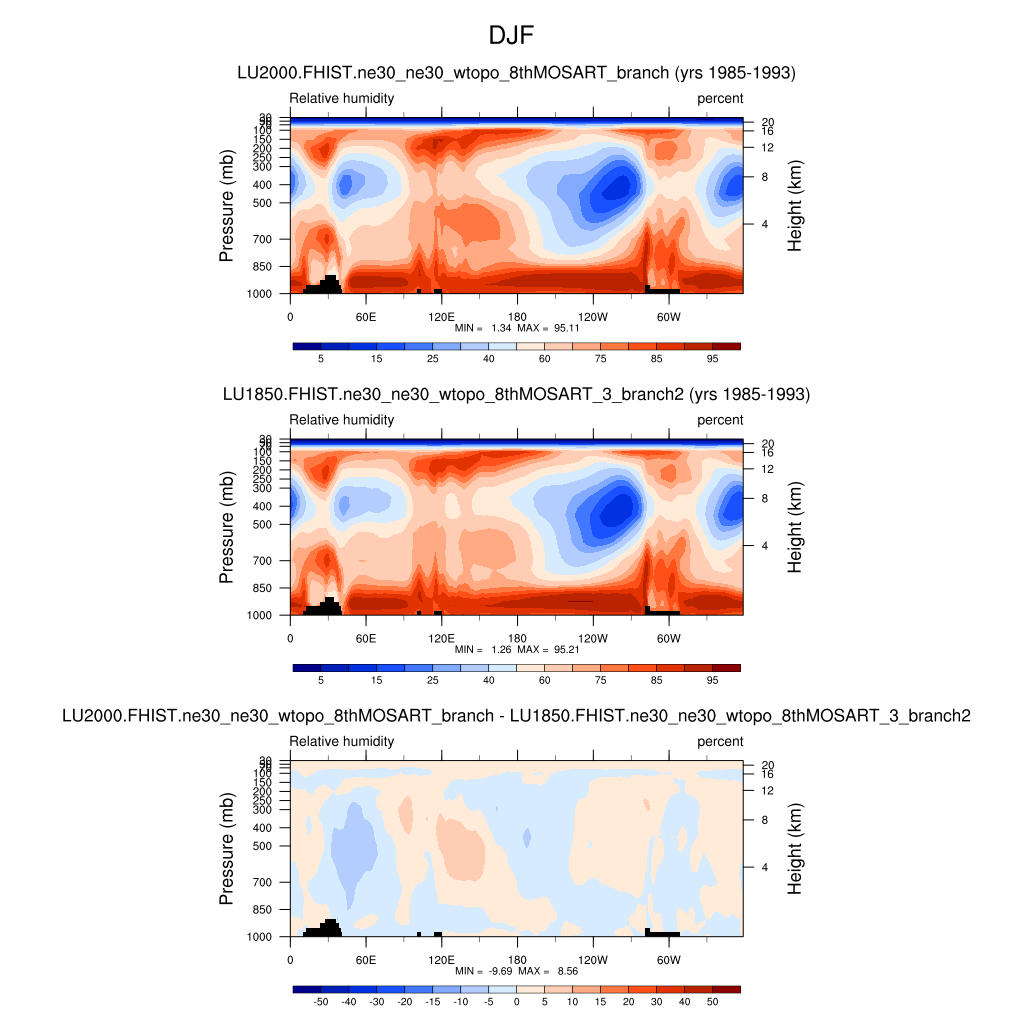 DJF
LU2000.FHIST.ne30_ne30_wtopo_8thMOSART_branch (yrs 1985-1993)
Relative humidity percent
30
100
150
200
250
300
400
500
700
850
1000
Pressure (mb)
20
16
12
8
4
Height (km)
0 60E 120E 180 120W 60W
MIN = 1.34 MAX = 95.11
5 15 25 40 60 75 85 95
LU1850.FHIST.ne30_ne30_wtopo_8thMOSART_3_branch2 (yrs 1985-1993)
Relative humidity percent
30
100
150
200
250
300
400
500
700
850
1000
Pressure (mb)
20
16
12
8
4
Height (km)
0 60E 120E 180 120W 60W
MIN = 1.26 MAX = 95.21
5 15 25 40 60 75 85 95
LU2000.FHIST.ne30_ne30_wtopo_8thMOSART_branch - LU1850.FHIST.ne30_ne30_wtopo_8thMOSART_3_branch2
Relative humidity percent
30
100
150
200
250
300
400
500
700
850
1000
Pressure (mb)
20
16
12
8
4
Height (km)
0 60E 120E 180 120W 60W
MIN = -9.69 MAX = 8.56
-50 -40 -30 -20 -15 -10 -5 0 5 10 15 20 30 40 50